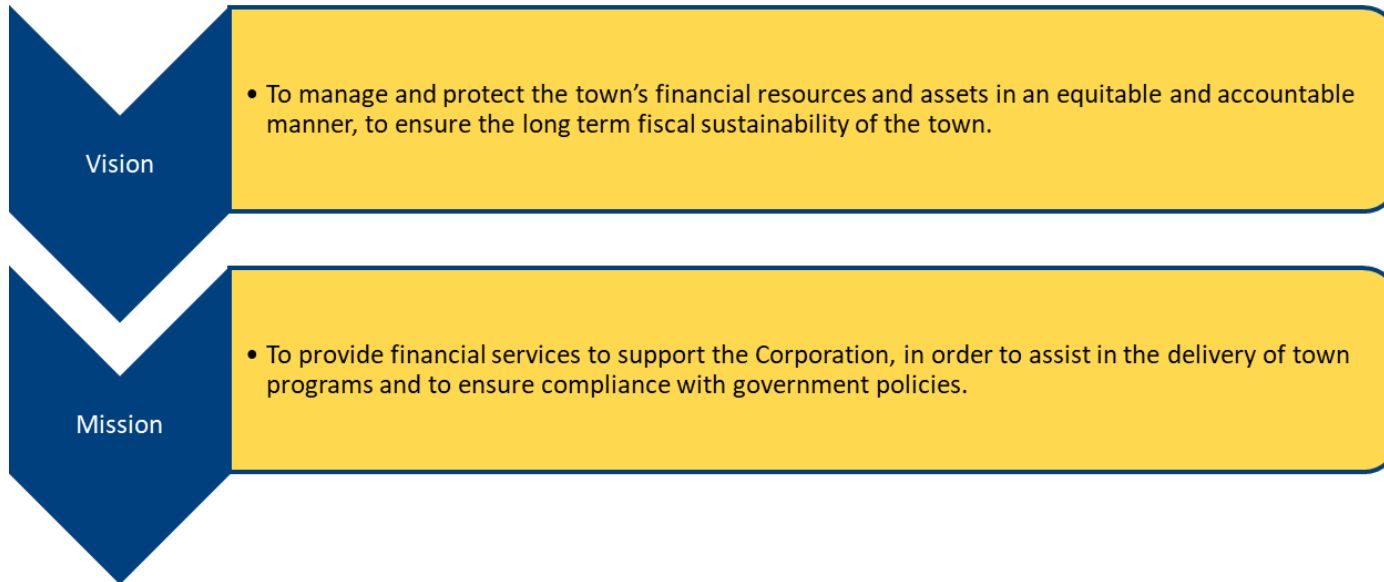 Vision
• To manage and protect the town’s financial resources and assets in an equitable and accountable
manner, to ensure the long term fiscal sustainability of the town.
Mission
• To provide financial services to support the Corporation, in order to assist in the delivery of town
programs and to ensure compliance with government policies.